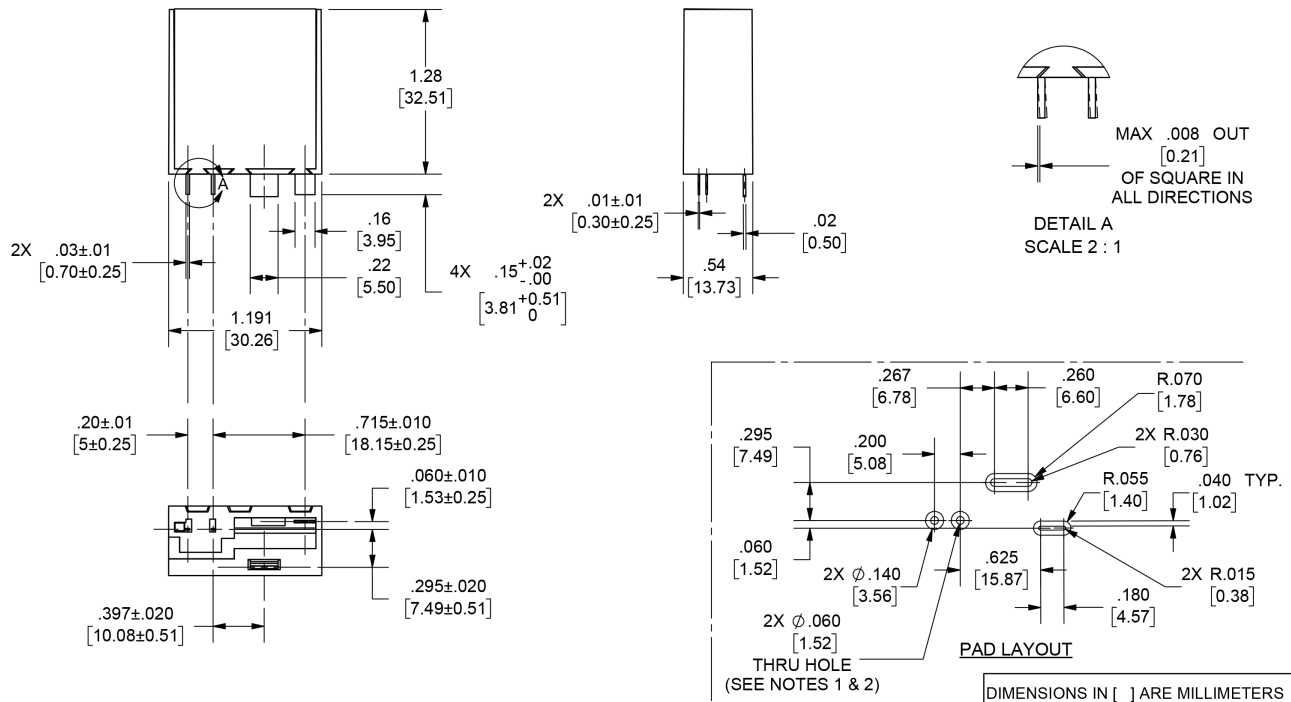 1.28
[32.51]
A
.16
[3.95]
2X .03±.01
[0.70±0.25]
.22
[5.50]
4X .15 +.02 -.00
[3.81 +0.51 0]
1.191
[30.26]
2X .01±.01
[0.30±0.25]
.02
[0.50]
.54
[13.73]
MAX .008 OUT
[0.21]
OF SQUARE IN
ALL DIRECTIONS
DETAIL A
SCALE 2 : 1
.20±.01
[5±0.25]
.715±.010
[18.15±0.25]
.060±.010
[1.53±0.25]
.295±.020
[7.49±0.51]
.397±.020
[10.08±0.51]
.267
[6.78]
.260
[6.60]
R.070
[1.78]
.295
[7.49]
.200
[5.08]
2X R.030
[0.76]
R.055
[1.40]
.040 TYP.
[1.02]
.060
[1.52]
2X Ø.140
[3.56]
.625
[15.87]
.180
[4.57]
2X R.015
[0.38]
2X Ø.060
[1.52]
THRU HOLE
(SEE NOTES 1 & 2)
PAD LAYOUT
DIMENSIONS IN [ ] ARE MILLIMETERS